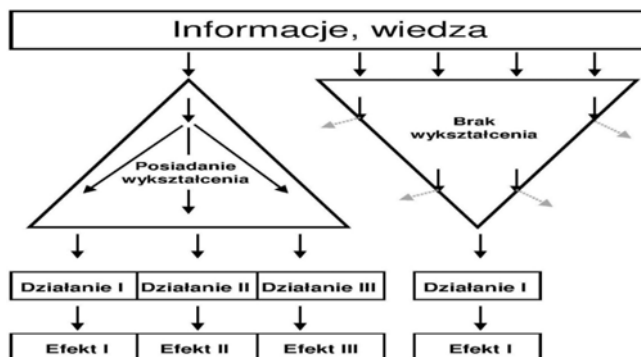 Informacje, wiedza
Posiadanie
wykształcenia
Brak
wykształcenia
Działanie I
Działanie II
Działanie III
Działanie I
Efekt I
Efekt II
Efekt III
Efekt I